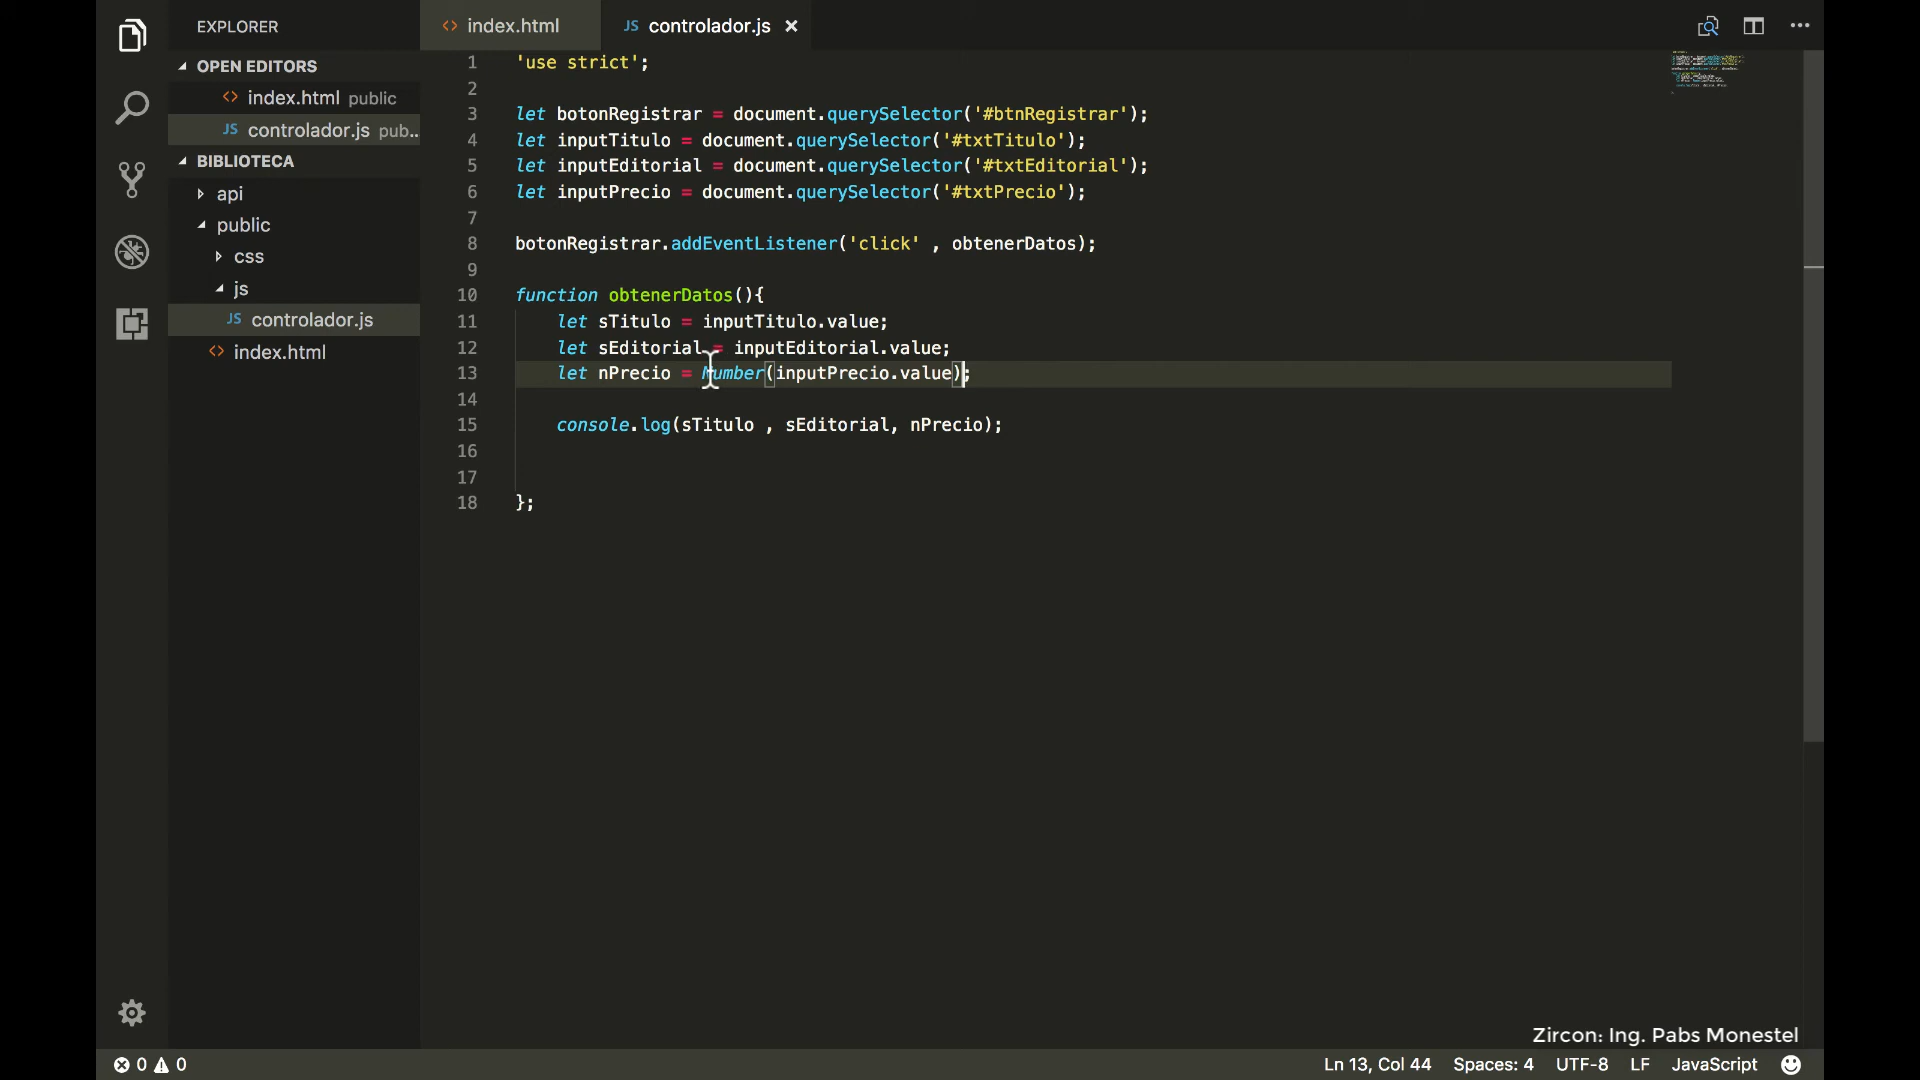 EXPLORER
OPEN EDITORS
index.html public
controlador.js pub...
BIBLIOTECA
api
public
css
js
JS controlador.js
index.html
index.html
JS controlador.js
1 'use strict';
2
3 let botonRegistrar = document.querySelector('#btnRegistrar');
4 let inputTitulo = document.querySelector('#txtTitulo');
5 let inputEditorial = document.querySelector('#txtEditorial');
6 let inputPrecio = document.querySelector('#txtPrecio');
7
8 botonRegistrar.addEventListener('click' , obtenerDatos);
9
10 function obtenerDatos(){
11 let sTitulo = inputTitulo.value;
12 let sEditorial = inputEditorial.value;
13 let nPrecio = Number(inputPrecio.value);
14
15 console.log(sTitulo , sEditorial, nPrecio);
16
17
18 };
Zircon: Ing. Pabs Monestel
0 0
Ln 13, Col 44 Spaces: 4 UTF-8 LF JavaScript